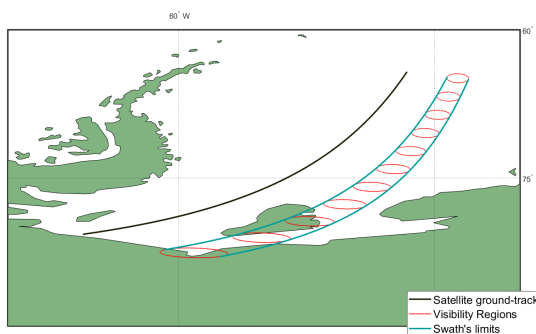 60° W
60°
75°
Satellite ground-track
Visibility Regions
Swath's limits